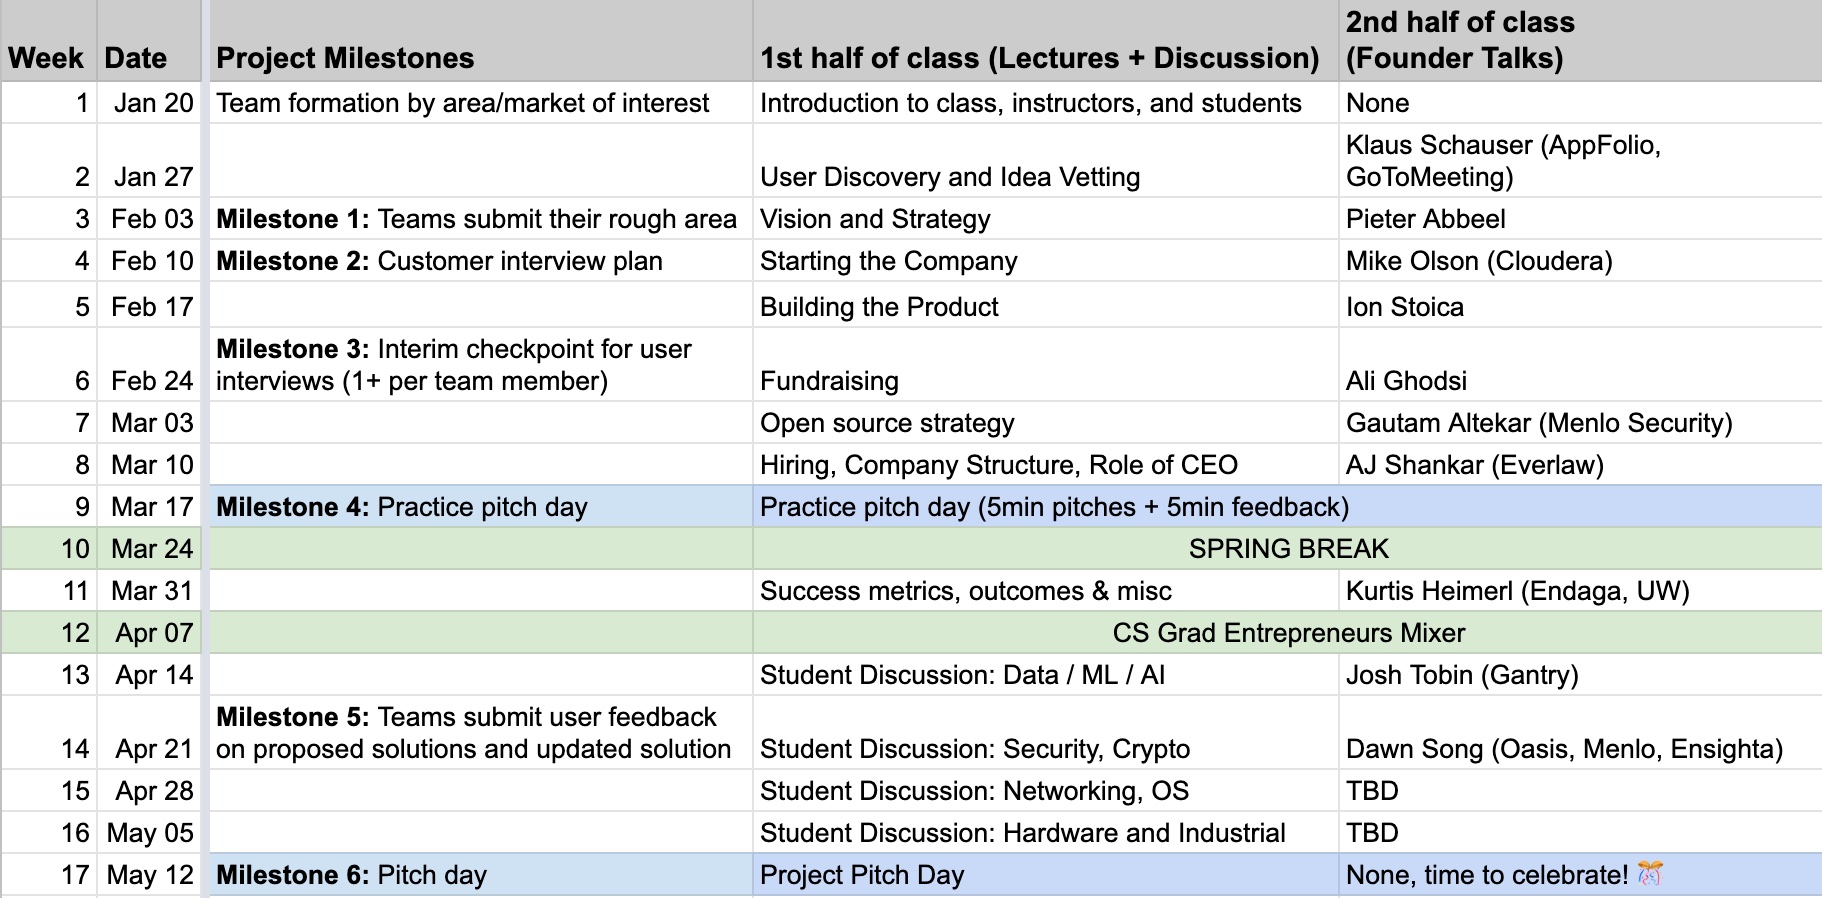 Week Date Project Milestones 1st half of class (Lectures + Discussion) 2nd half of class
(Founder Talks)
1 Jan 20 Team formation by area/market of interest Introduction to class, instructors, and students None
2 Jan 27 User Discovery and Idea Vetting Klaus Schauser (AppFolio,
GoToMeeting)
3 Feb 03 Milestone 1: Teams submit their rough area Vision and Strategy Pieter Abbeel
4 Feb 10 Milestone 2: Customer interview plan Starting the Company Mike Olson (Cloudera)
5 Feb 17 Building the Product Ion Stoica
6 Feb 24 Milestone 3: Interim checkpoint for user
interviews (1+ per team member) Fundraising Ali Ghodsi
7 Mar 03 Open source strategy Gautam Altekar (Menlo Security)
8 Mar 10 Hiring, Company Structure, Role of CEO AJ Shankar (Everlaw)
9 Mar 17 Milestone 4: Practice pitch day Practice pitch day (5min pitches + 5min feedback)
10 Mar 24 SPRING BREAK
11 Mar 31 Success metrics, outcomes & misc Kurtis Heimerl (Endaga, UW)
12 Apr 07 CS Grad Entrepreneurs Mixer
13 Apr 14 Student Discussion: Data / ML / AI Josh Tobin (Gantry)
14 Apr 21 Milestone 5: Teams submit user feedback
on proposed solutions and updated solution Student Discussion: Security, Crypto Dawn Song (Oasis, Menlo, Ensighta)
15 Apr 28 Student Discussion: Networking, OS TBD
16 May 05 Student Discussion: Hardware and Industrial TBD
17 May 12 Milestone 6: Pitch day Project Pitch Day None, time to celebrate! 🎊